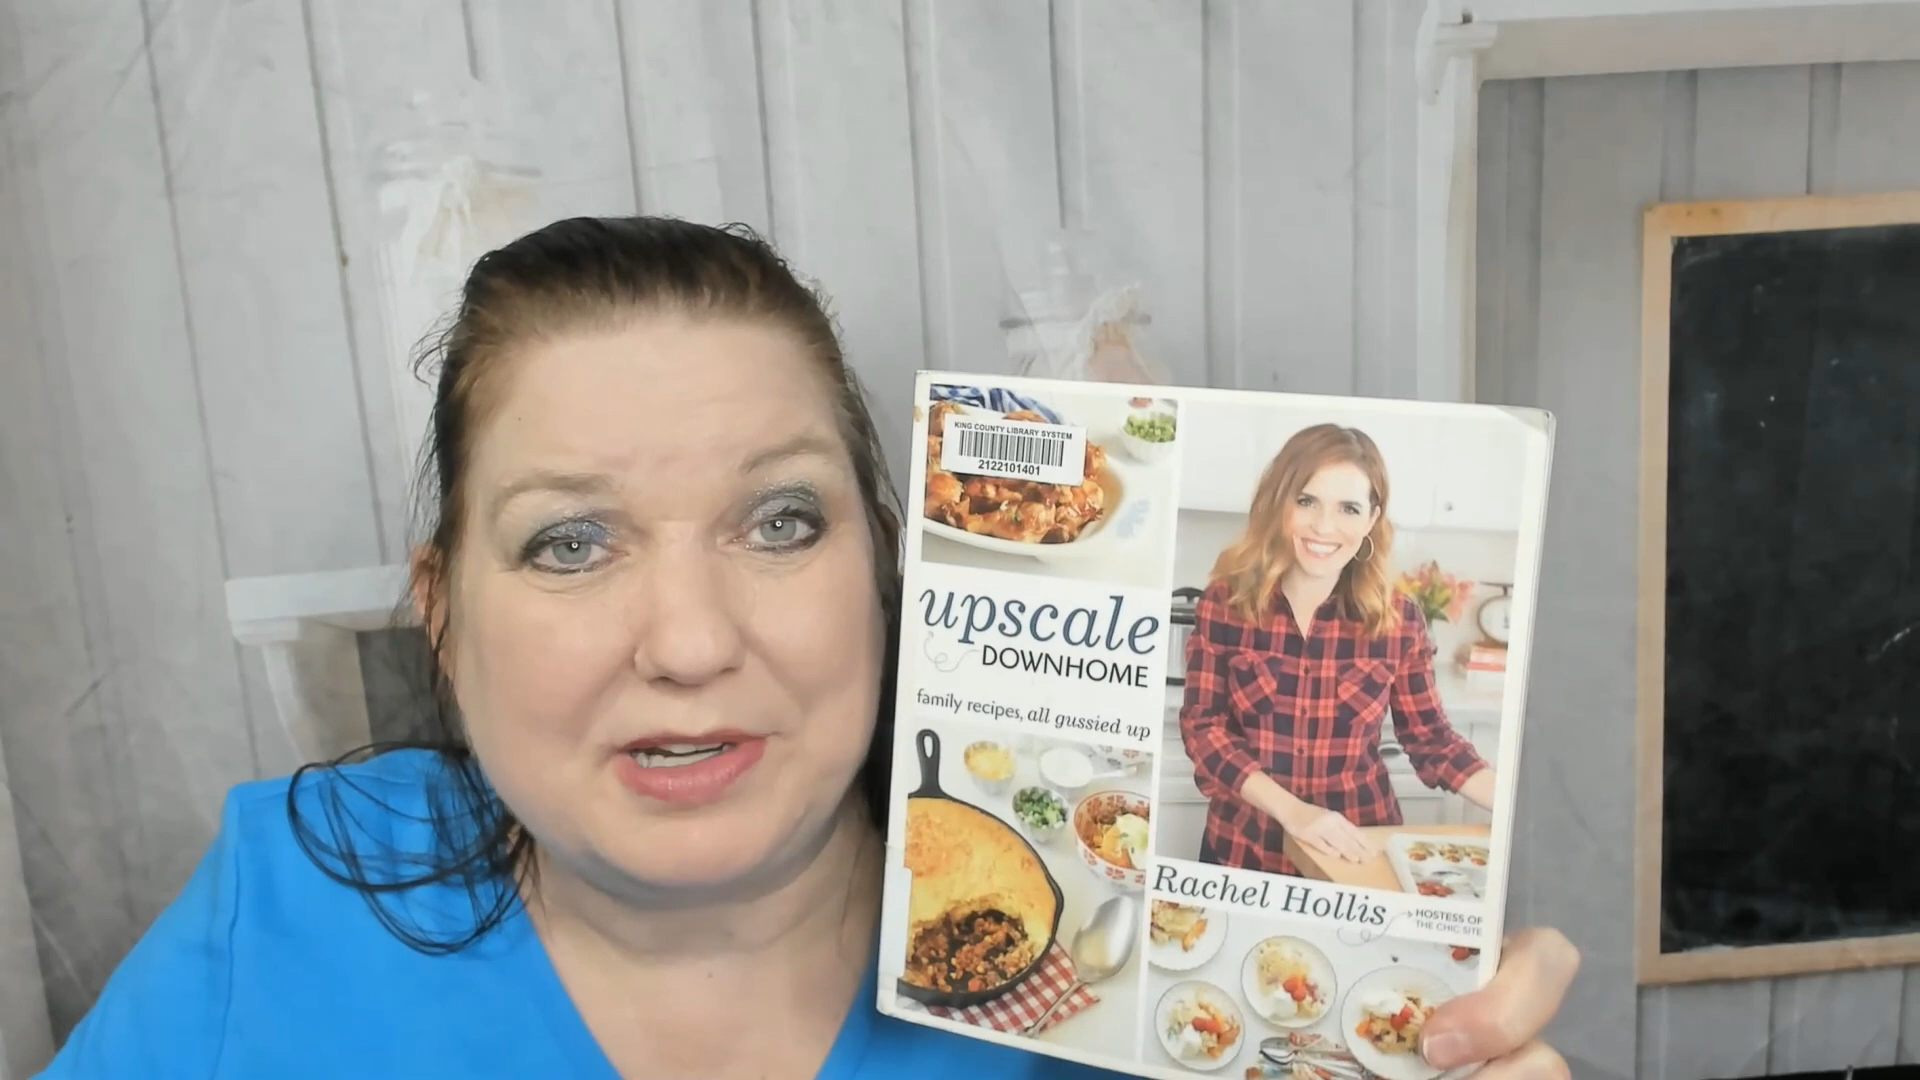 KING COUNTY LIBRARY SYSTEM
2122101401
upscale
DOWNHOME
family recipes, all gussied up
Rachel Hollis
HOSTESS OF
THE CHIC SITE